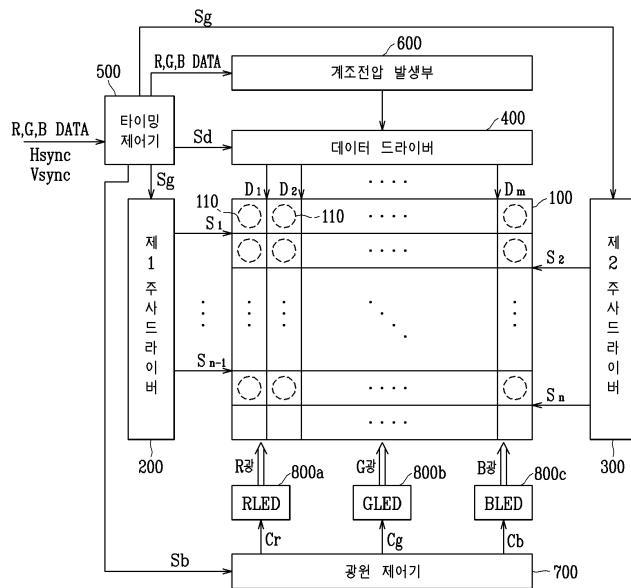 Sg
600
R,G,B DATA
계조전압 발생부
500
타이밍
제어기
R,G,B DATA
Hsync
Vsync
Sd
400
데이터 드라이버
Sg
D1
D2
Dm
110
110
100
S1
S2
제1주사드라이버
제2주사드라이버
Sn-1
Sn
200
300
R광
G광
B광
800a
800b
800c
RLED
GLED
BLED
Cr
Cg
Cb
Sb
광원 제어기
700